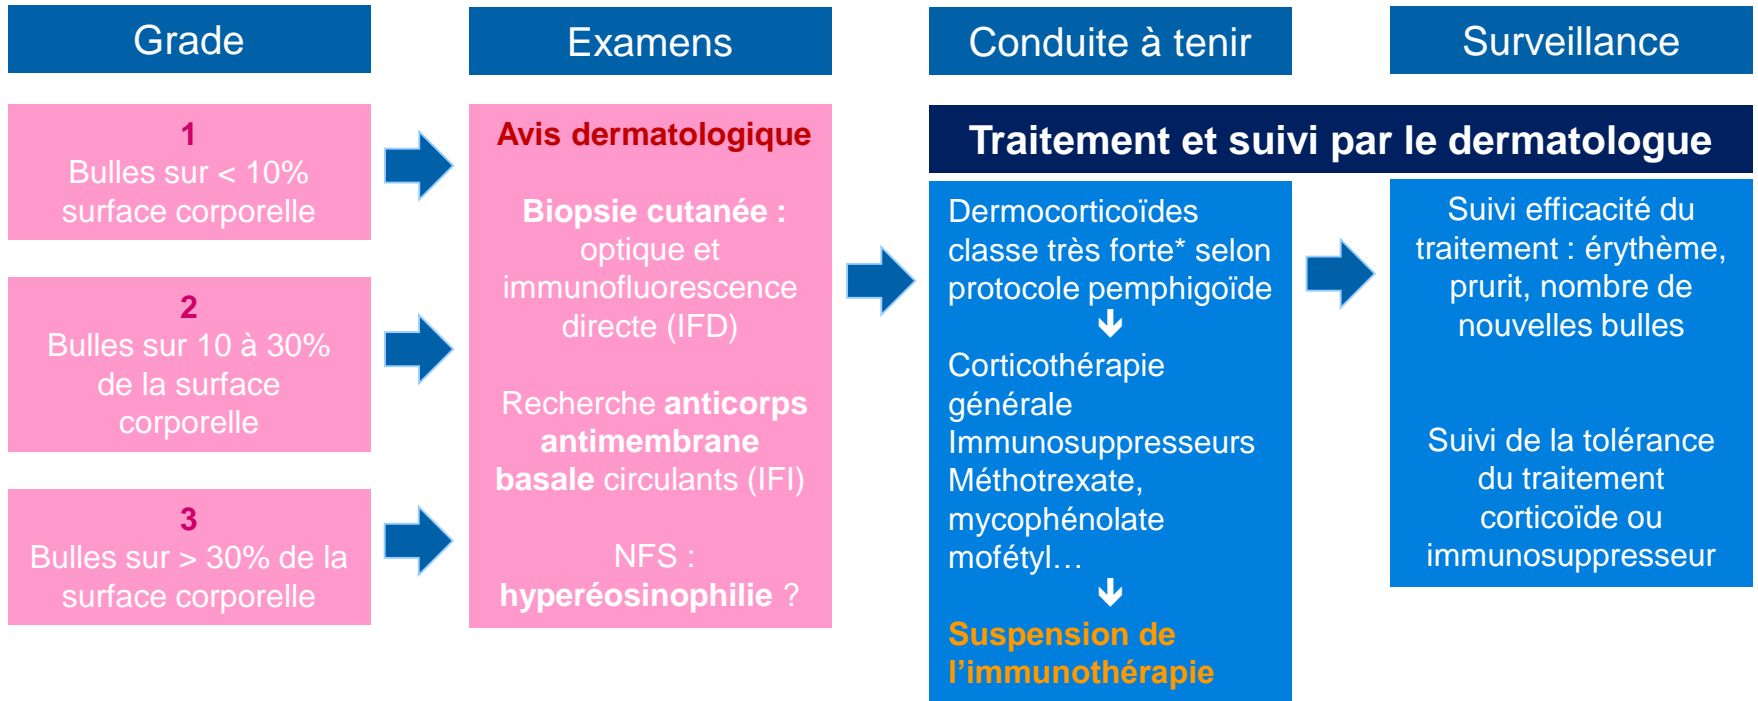 Grade
Examens
Conduite à tenir
Surveillance
1
Bulles sur < 10%
surface corporelle
2
Bulles sur 10 à 30%
de la surface
corporelle
3
Bulles sur > 30% de la
surface corporelle
Avis dermatologique
Biopsie cutanée :
optique et
immunofluorescence
directe (IFD)
Recherche anticorps
antimembrane
basale circulants (IFI)
NFS :
hyperéosinophilie ?
Traitement et suivi par le dermatologue
Dermocorticoïdes
classe très forte* selon
protocole pemphigoïde
Corticothérapie
générale
Immunosuppresseurs
Méthotrexate,
mycophénolate
mofétyl…
Suspension de
l’immunothérapie
Suivi efficacité du
traitement : érythème,
prurit, nombre de
nouvelles bulles
Suivi de la tolérance
du traitement
corticoïde ou
immunosuppresseur